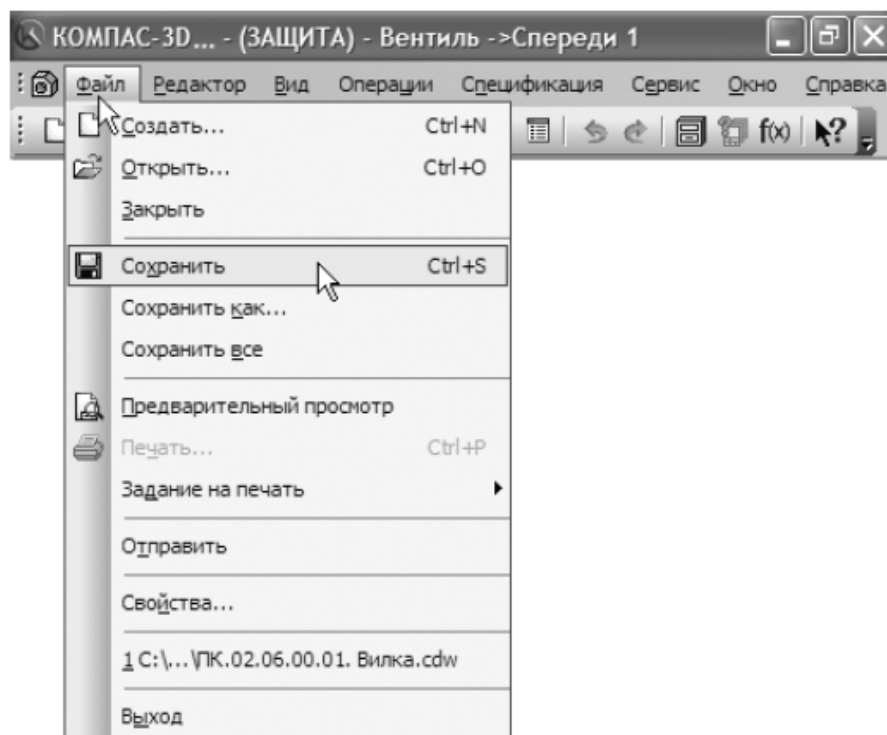 КОМПАС-3D... - (ЗАЩИТА) - Вентиль ->Спереди 1
Файл Редактор Вид Операции Спецификация Сервис Окно Справка
f(x) ?
Создать... Ctrl+N
Открыть... Ctrl+O
Закрыть
Сохранить Ctrl+S
Сохранить как...
Сохранить все
Предварительный просмотр
Печать... Ctrl+P
Задание на печать
Отправить
Свойства...
1 C:\...\ПК.02.06.00.01. Вилка.cdw
Выход